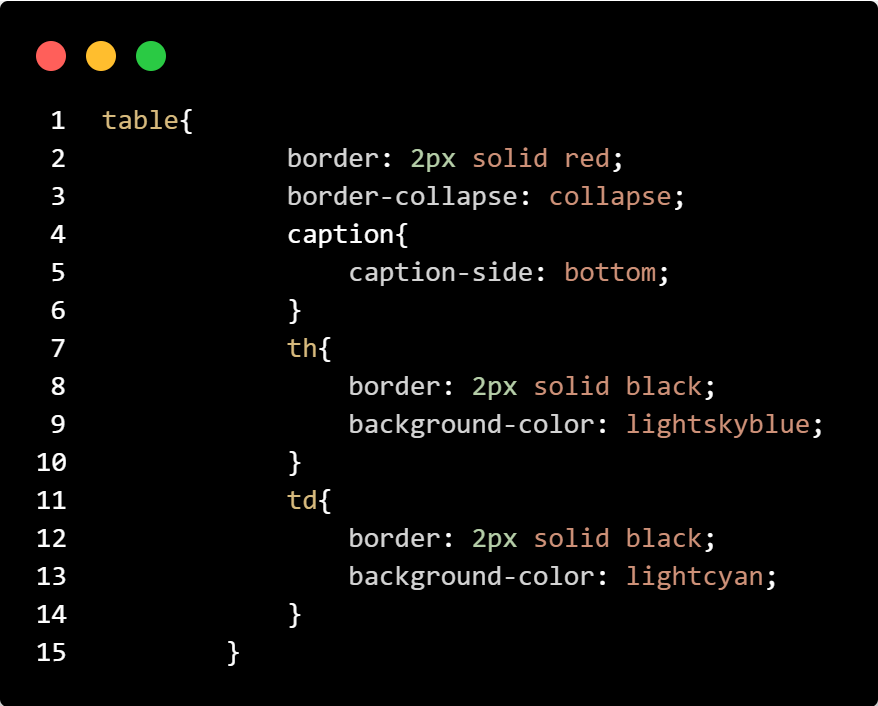 1 table{
2 border: 2px solid red;
3 border-collapse: collapse;
4 caption{
5 caption-side: bottom;
6 }
7 th{
8 border: 2px solid black;
9 background-color: lightskyblue;
10 }
11 td{
12 border: 2px solid black;
13 background-color: lightcyan;
14 }
15 }